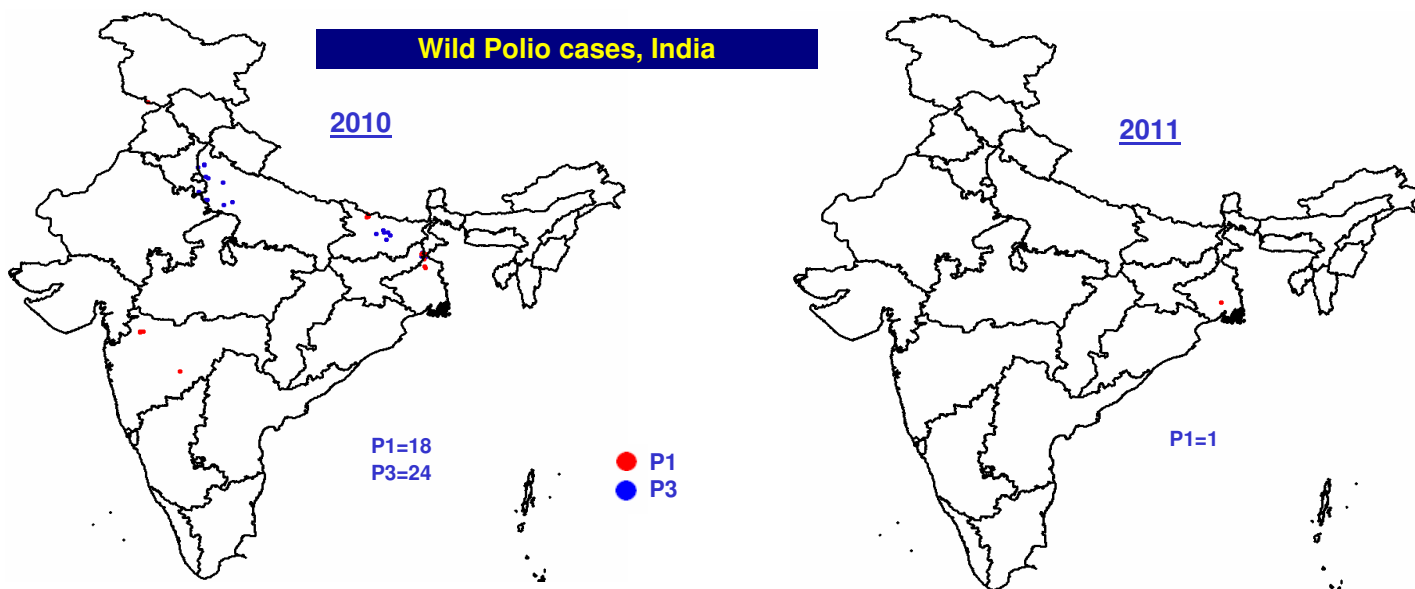 Wild Polio cases, India
2010
2011
P1=18
P3=24
P1
P3
P1=1